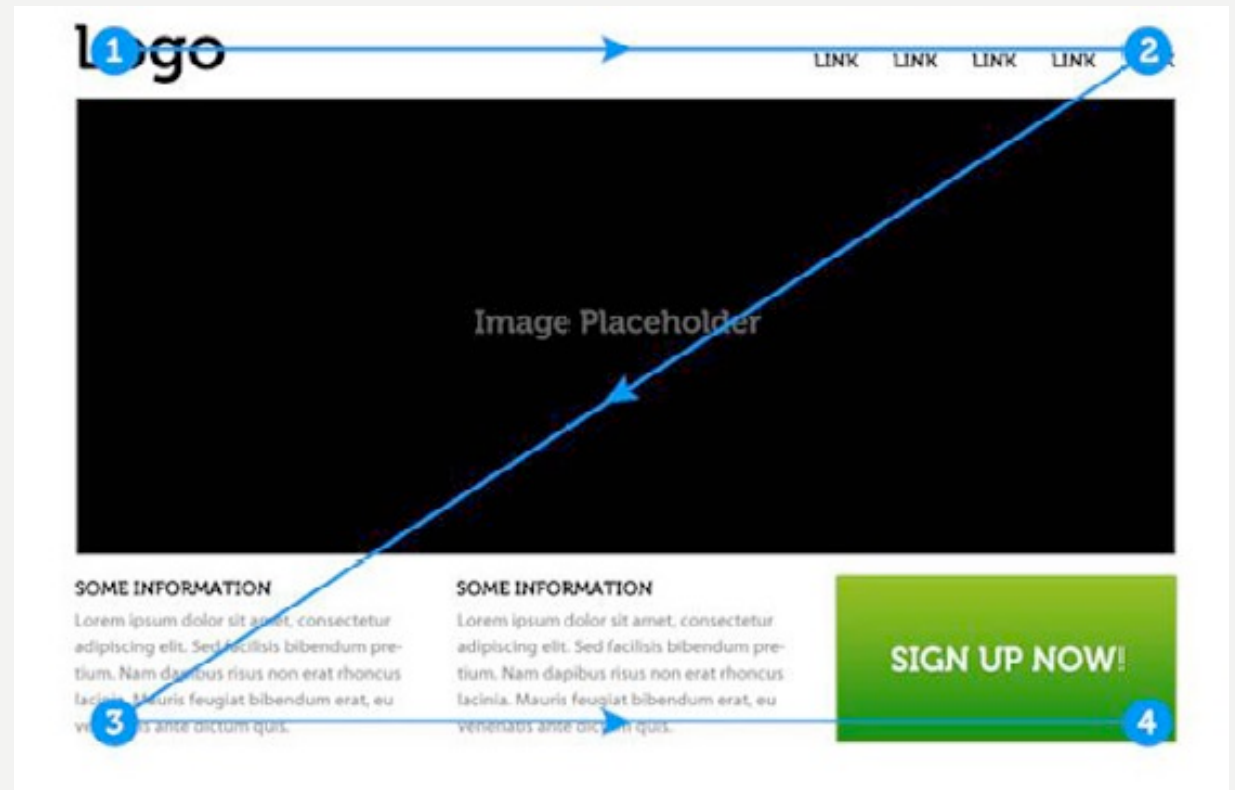 Logo
1
2
LINK LINK LINK LINK LINK
Image Placeholder
SOME INFORMATION
Lorem ipsum dolor sit amet, consectetur
adipiscing elit. Sed facilisis bibendum pre-
tium. Nam dapibus risus non erat rhoncus
lacinia. Mauris feugiat bibendum erat, eu
venenatis ante dictum quis.
SOME INFORMATION
Lorem ipsum dolor sit amet, consectetur
adipiscing elit. Sed facilisis bibendum pre-
tium. Nam dapibus risus non erat rhoncus
lacinia. Mauris feugiat bibendum erat, eu
venenatis ante dictum quis.
SIGN UP NOW!
3
4